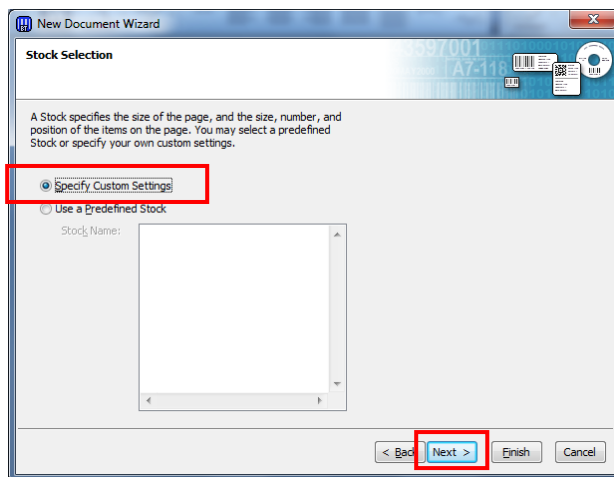 New Document Wizard
Stock Selection
8597001
A7-118
A Stock specifies the size of the page, and the size, number, and
position of the items on the page. You may select a predefined
Stock or specify your own custom settings.
Specify Custom Settings
Use a Predefined Stock
Stock Name:
< Back Next > Finish Cancel